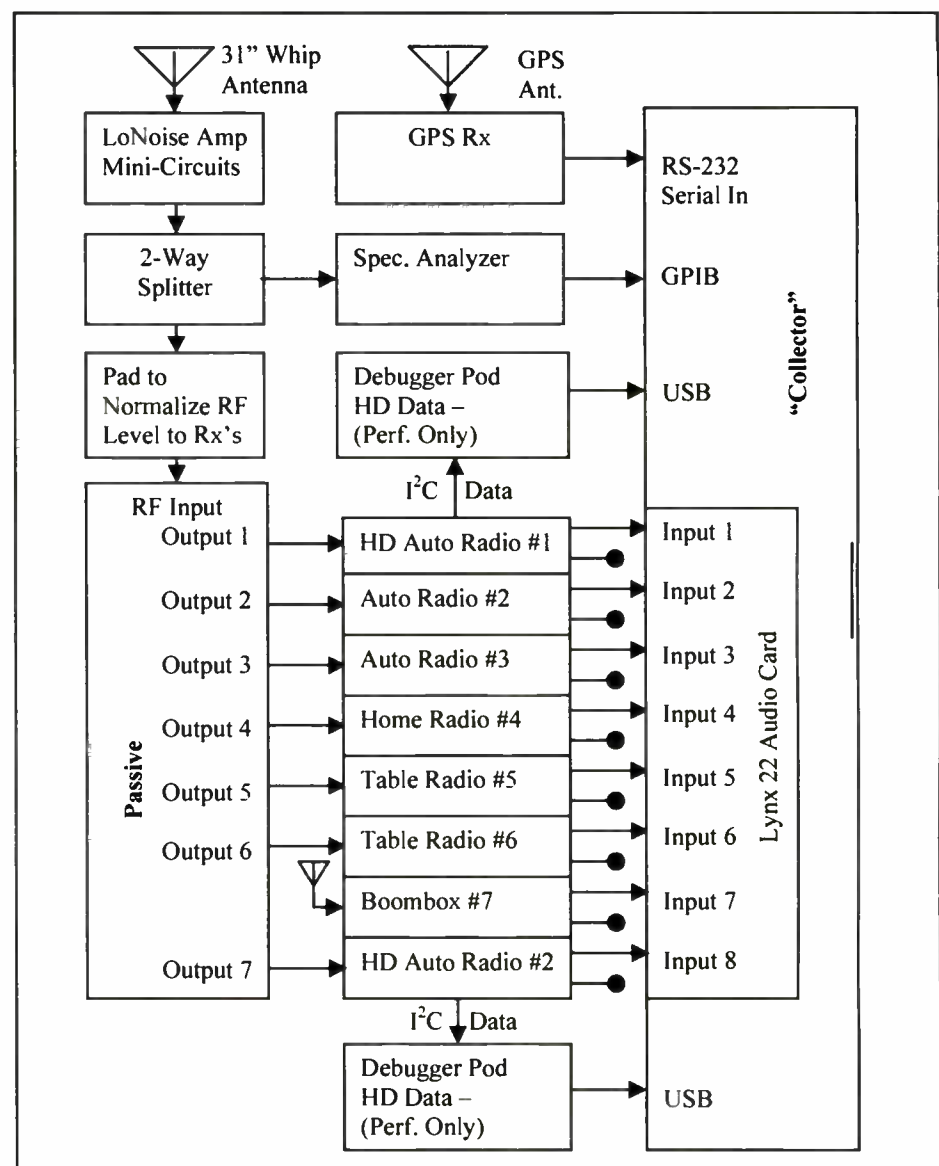 31” Whip
Antenna
GPS
Ant.
LoNoise Amp
Mini-Circuits
GPS Rx
RS-232
Serial In
2-Way
Splitter
Spec. Analyzer
GPIB
“Collector”
Pad to
Normalize RF
Level to Rx’s
Debugger Pod
HD Data –
(Perf. Only)
USB
I²C Data
RF Input
Output 1
Output 2
Output 3
Output 4
Output 5
Output 6
Output 7
Passive
HD Auto Radio #1
Auto Radio #2
Auto Radio #3
Home Radio #4
Table Radio #5
Table Radio #6
Boombox #7
HD Auto Radio #2
Input 1
Input 2
Input 3
Input 4
Input 5
Input 6
Input 7
Input 8
Lynx 22 Audio Card
I²C Data
Debugger Pod
HD Data –
(Perf. Only)
USB